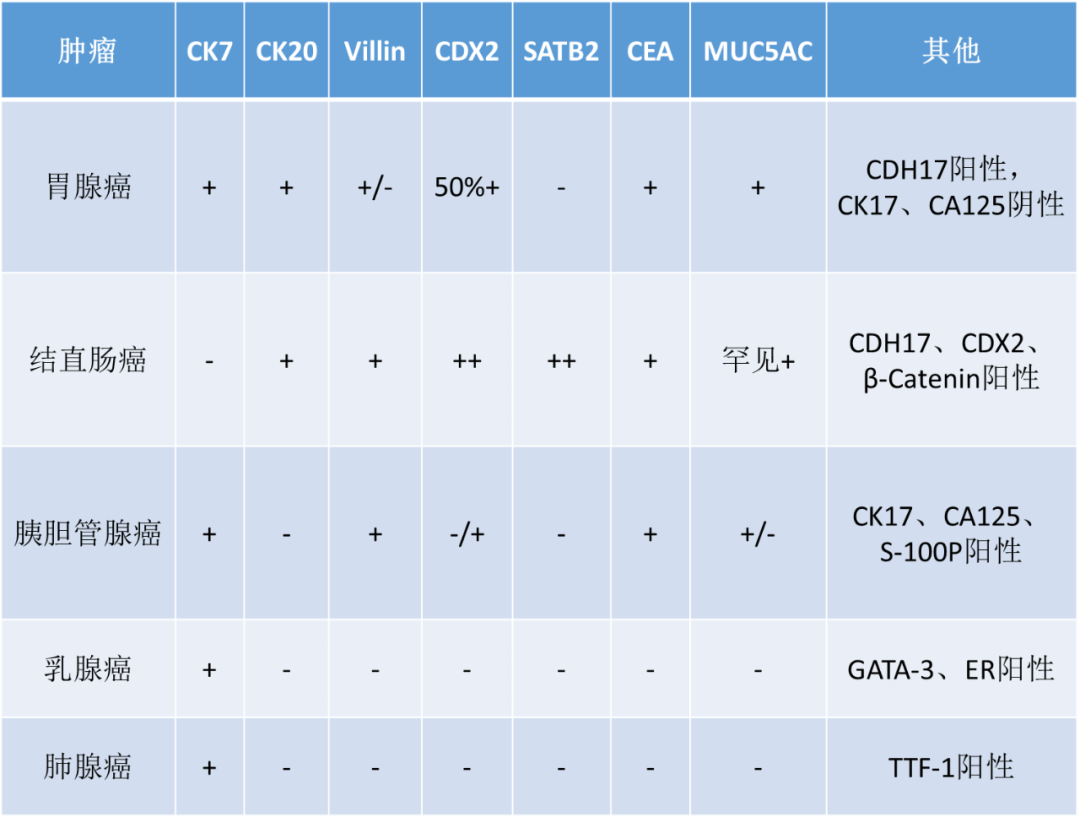 肿瘤 CK7 CK20 Villin CDX2 SATB2 CEA MUC5AC 其他
胃腺癌 + + +/- 50%+ - + + CDH17阳性，
CK17、CA125阴性
结直肠癌 - + + ++ ++ + 罕见+ CDH17、CDX2、
β-Catenin阳性
胰胆管腺癌 + - + -/+ - + +/- CK17、CA125、
S-100P阳性
乳腺癌 + - - - - - - GATA-3、ER阳性
肺腺癌 + - - - - - - TTF-1阳性